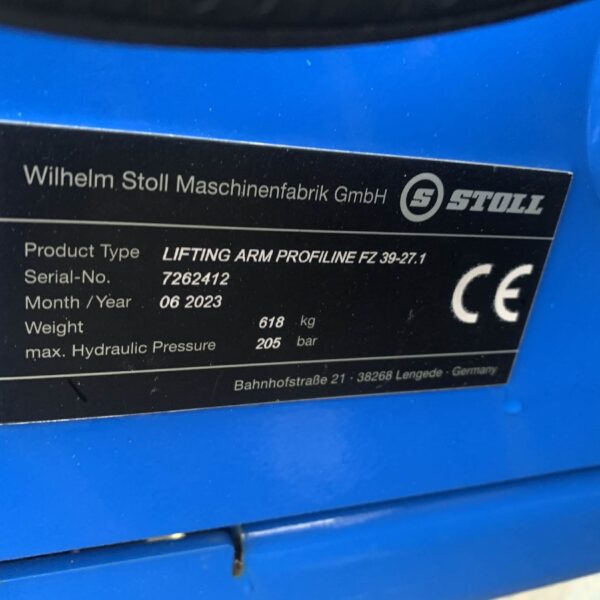 Wilhelm Stoll Maschinenfabrik GmbH S STOLL
Product Type LIFTING ARM PROFILINE FZ 39-27.1
Serial-No. 7262412
Month / Year 06 2023
Weight 618 kg
max. Hydraulic Pressure 205 bar
CE
Bahnhofstraße 21 · 38268 Lengede · Germany